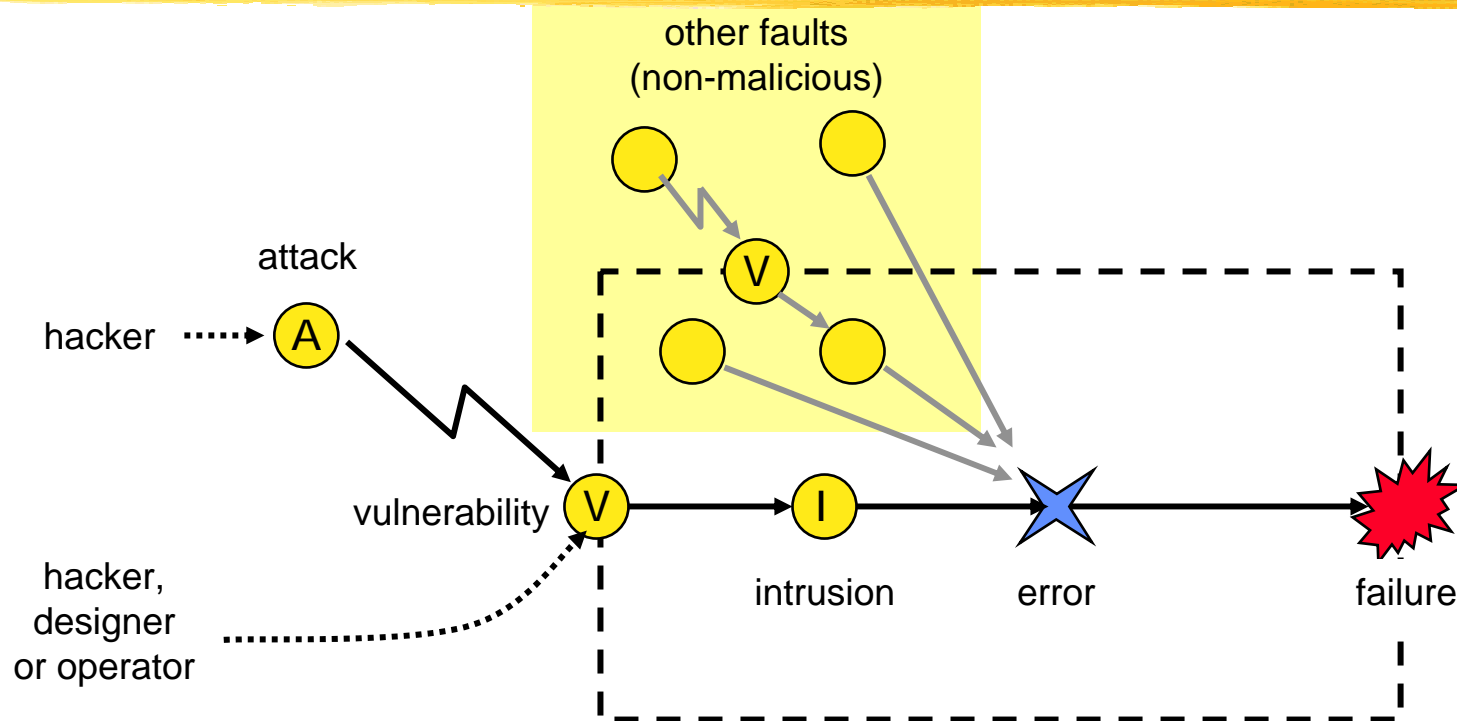 other faults
(non-malicious)
attack
V
hacker
A
vulnerability
V
I
hacker,
designer
or operator
intrusion
error
failure